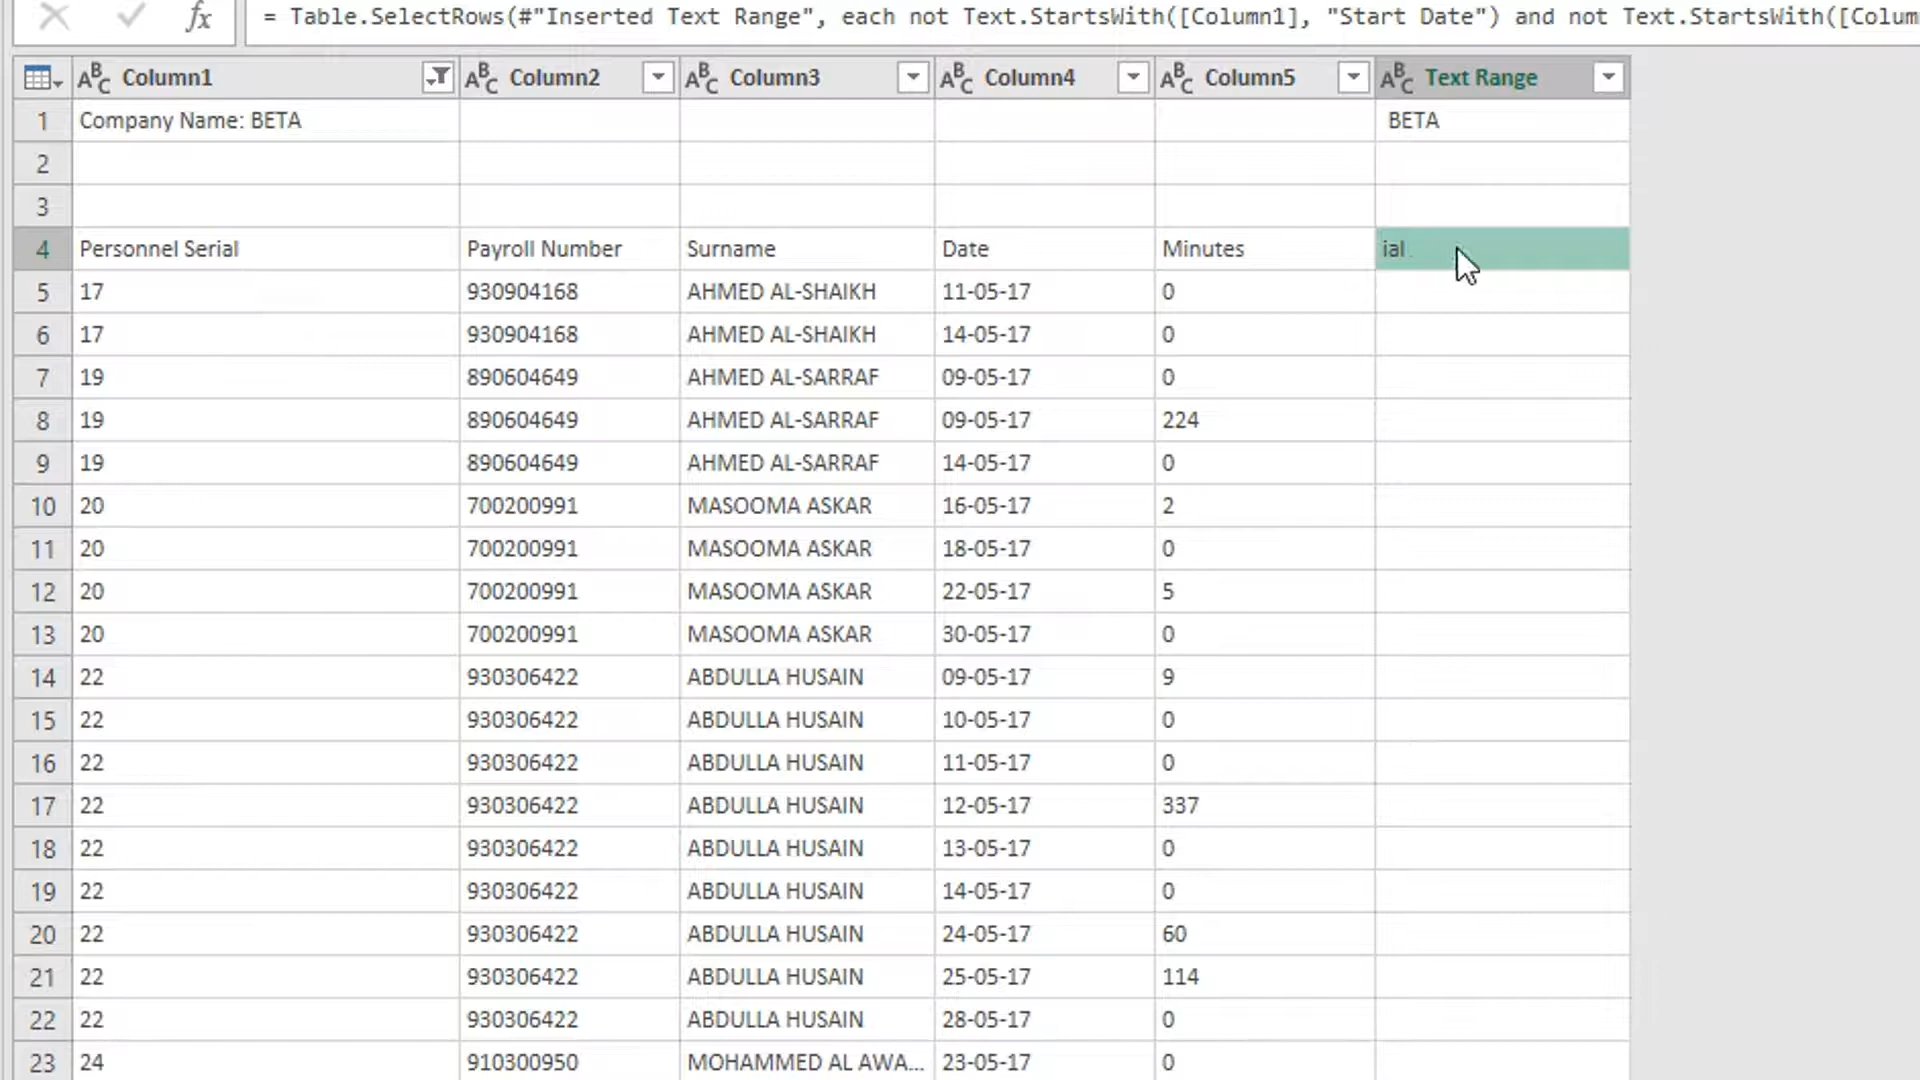 fx = Table.SelectRows(#"Inserted Text Range", each not Text.StartsWith([Column1], "Start Date") and not Text.StartsWith([Colum
ABC Column1 ABC Column2 ABC Column3 ABC Column4 ABC Column5 ABC Text Range
1 Company Name: BETA BETA
2
3
4 Personnel Serial Payroll Number Surname Date Minutes ial
5 17 930904168 AHMED AL-SHAIKH 11-05-17 0
6 17 930904168 AHMED AL-SHAIKH 14-05-17 0
7 19 890604649 AHMED AL-SARRAF 09-05-17 0
8 19 890604649 AHMED AL-SARRAF 09-05-17 224
9 19 890604649 AHMED AL-SARRAF 14-05-17 0
10 20 700200991 MASOOMA ASKAR 16-05-17 2
11 20 700200991 MASOOMA ASKAR 18-05-17 0
12 20 700200991 MASOOMA ASKAR 22-05-17 5
13 20 700200991 MASOOMA ASKAR 30-05-17 0
14 22 930306422 ABDULLA HUSAIN 09-05-17 9
15 22 930306422 ABDULLA HUSAIN 10-05-17 0
16 22 930306422 ABDULLA HUSAIN 11-05-17 0
17 22 930306422 ABDULLA HUSAIN 12-05-17 337
18 22 930306422 ABDULLA HUSAIN 13-05-17 0
19 22 930306422 ABDULLA HUSAIN 14-05-17 0
20 22 930306422 ABDULLA HUSAIN 24-05-17 60
21 22 930306422 ABDULLA HUSAIN 25-05-17 114
22 22 930306422 ABDULLA HUSAIN 28-05-17 0
23 24 910300950 MOHAMMED AL AWA... 23-05-17 0